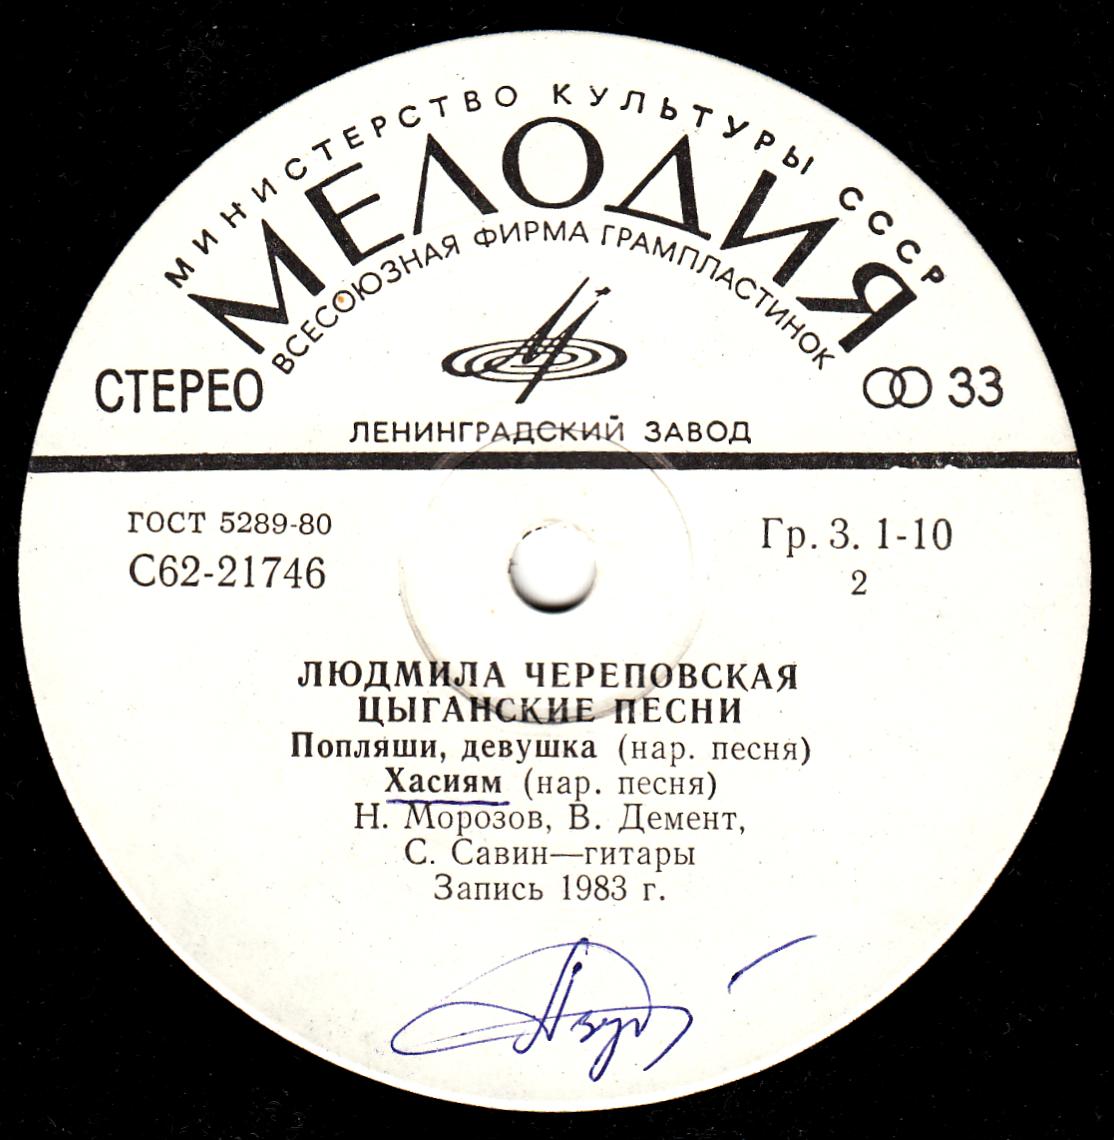 МИНИСТЕРСТВО КУЛЬТУРЫ СССР
МЕЛОДИЯ
ВСЕСОЮЗНАЯ ФИРМА ГРАМПЛАСТИНОК
СТЕРЕО
33
ЛЕНИНГРАДСКИЙ ЗАВОД
ГОСТ 5289-80
С62-21746
Гр. 3. 1-10
2
ЛЮДМИЛА ЧЕРЕПОВСКАЯ
ЦЫГАНСКИЕ ПЕСНИ
Попляши, девушка (нар. песня)
Хасиям (нар. песня)
Н. Морозов, В. Демент,
С. Савин—гитары
Запись 1983 г.